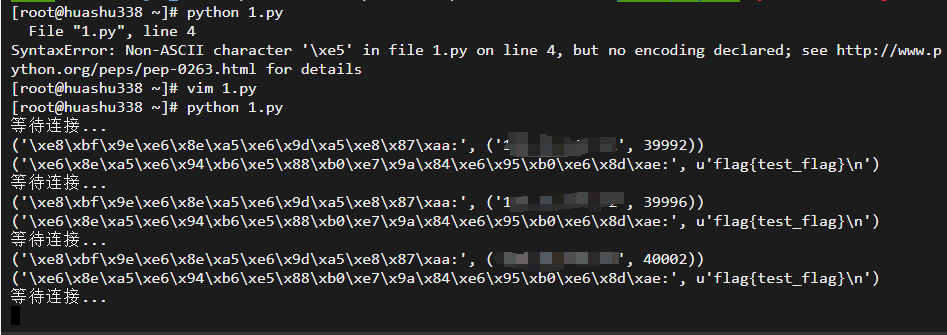 [root@huashu338 ~]# python 1.py
  File "1.py", line 4
SyntaxError: Non-ASCII character '\xe5' in file 1.py on line 4, but no encoding declared; see http://www.p
ython.org/peps/pep-0263.html for details
[root@huashu338 ~]# vim 1.py
[root@huashu338 ~]# python 1.py
等待连接...
('\xe8\xbf\x9e\xe6\x8e\xa5\xe6\x9d\xa5\xe8\x87\xaa:', ('1 ', 39992))
('\xe6\x8e\xa5\xe6\x94\xb6\xe5\x88\xb0\xe7\x9a\x84\xe6\x95\xb0\xe6\x8d\xae:', u'flag{test_flag}\n')
等待连接...
('\xe8\xbf\x9e\xe6\x8e\xa5\xe6\x9d\xa5\xe8\x87\xaa:', ('1 ', 39996))
('\xe6\x8e\xa5\xe6\x94\xb6\xe5\x88\xb0\xe7\x9a\x84\xe6\x95\xb0\xe6\x8d\xae:', u'flag{test_flag}\n')
等待连接...
('\xe8\xbf\x9e\xe6\x8e\xa5\xe6\x9d\xa5\xe8\x87\xaa:', ( ', 40002))
('\xe6\x8e\xa5\xe6\x94\xb6\xe5\x88\xb0\xe7\x9a\x84\xe6\x95\xb0\xe6\x8d\xae:', u'flag{test_flag}\n')
等待连接...